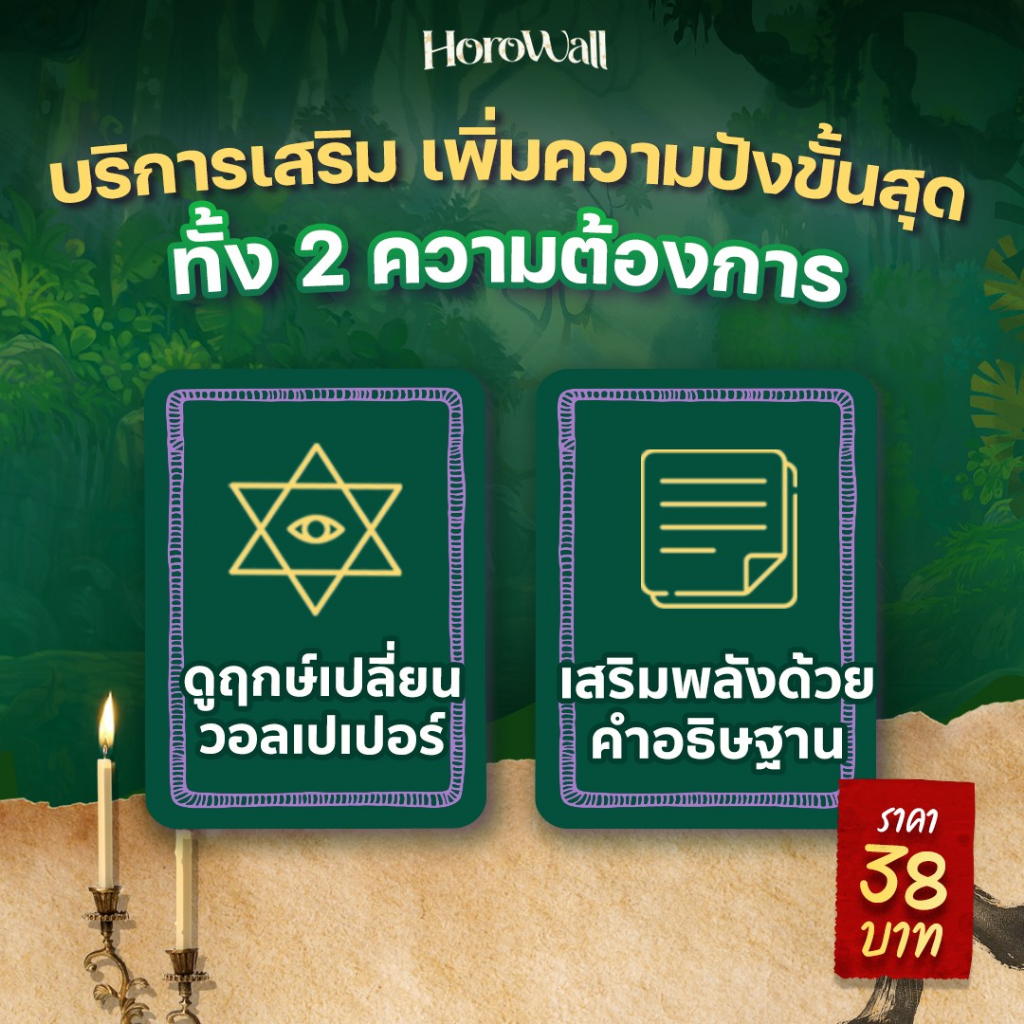 HoroWall
บริการเสริม เพิ่มความปังขั้นสุด
ทั้ง 2 ความต้องการ
ดูฤกษ์เปลี่ยน
วอลเปเปอร์
เสริมพลังด้วย
คำอธิษฐาน
ราคา
38
บาท